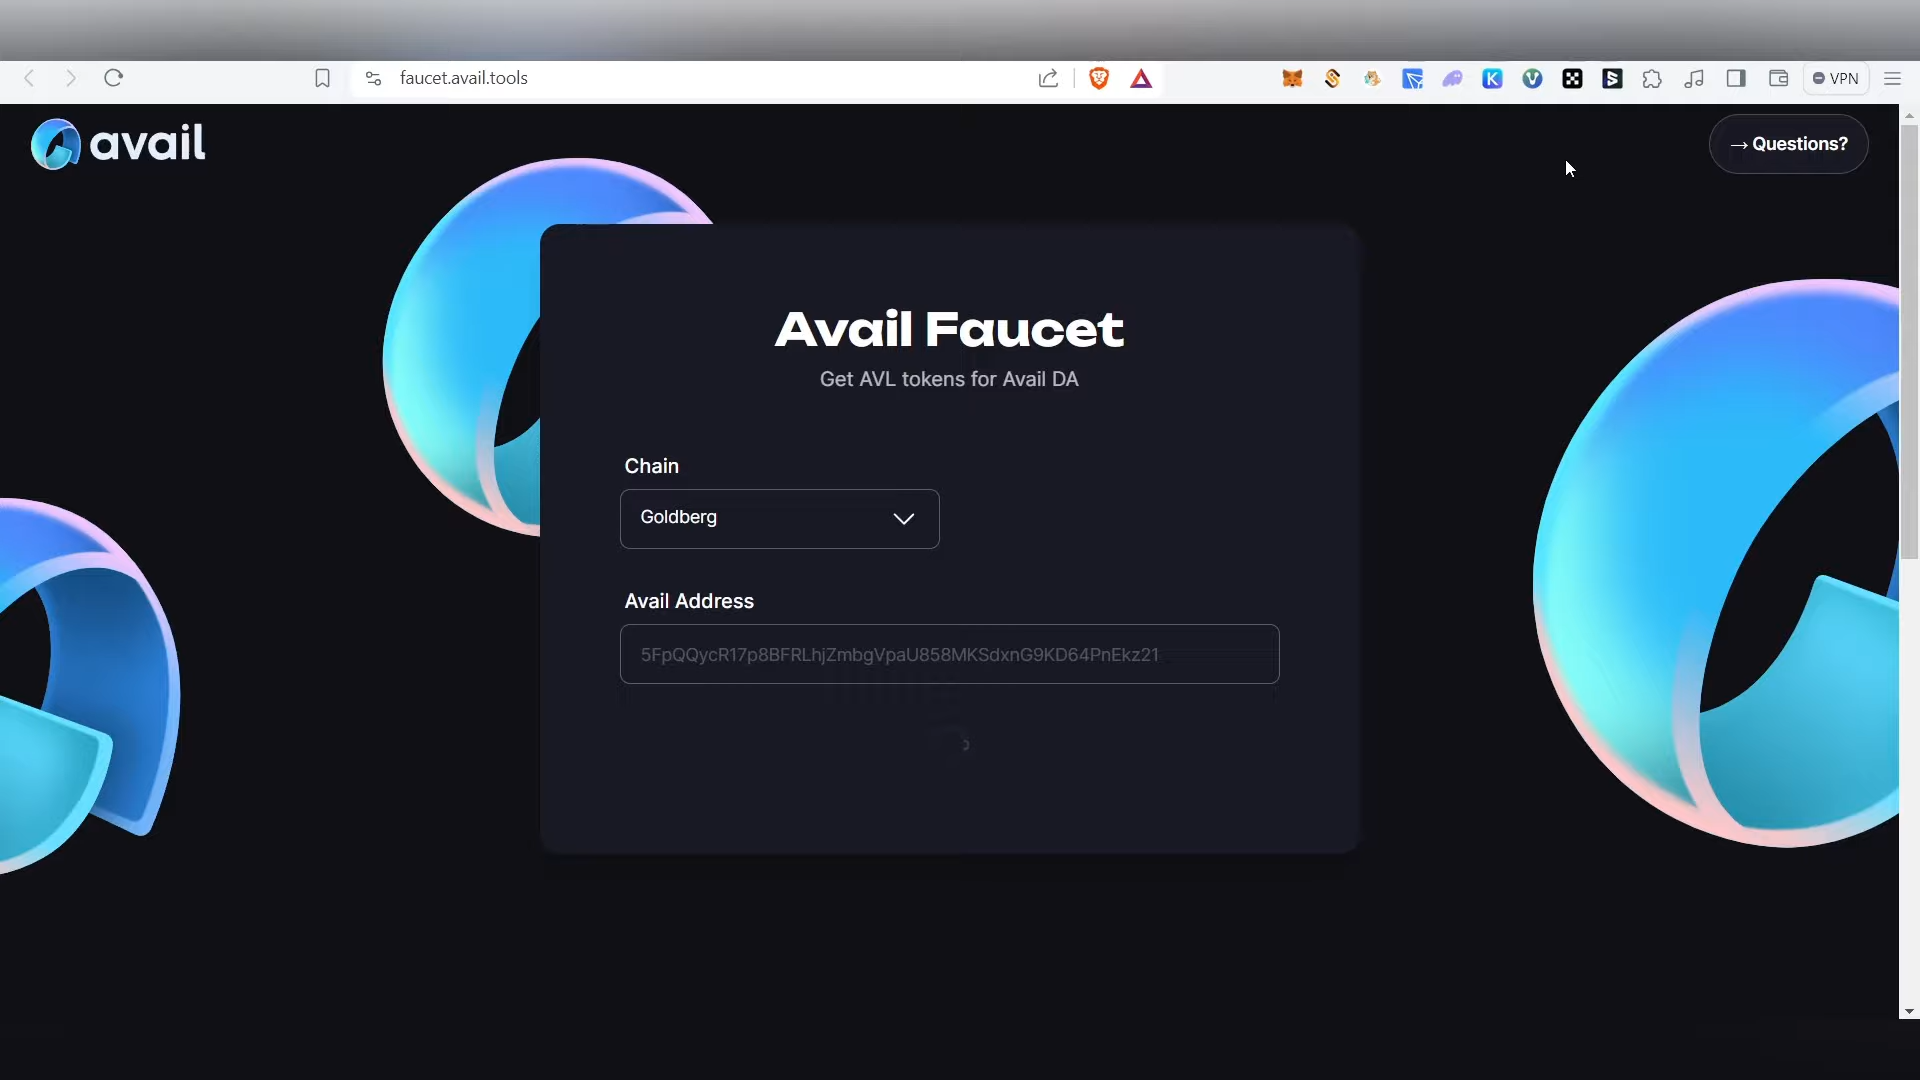 faucet.avail.tools
VPN
avail
→ Questions?
Avail Faucet
Get AVL tokens for Avail DA
Chain
Goldberg
Avail Address
5FpQQycR17p8BFRLhjZmbgVpaU858MKSdxnG9KD64PnEkz21